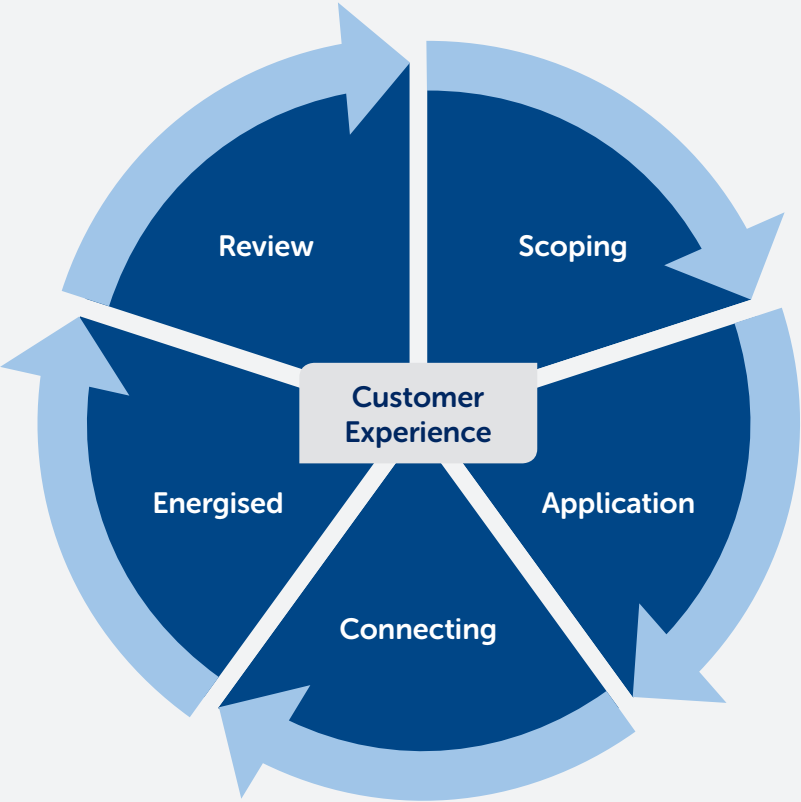 Review
Scoping
Customer
Experience
Energised
Application
Connecting